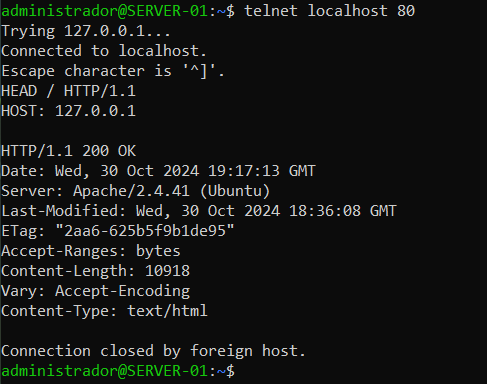 administrador@SERVER-01:~$ telnet localhost 80
Trying 127.0.0.1...
Connected to localhost.
Escape character is '^]'.
HEAD / HTTP/1.1
HOST: 127.0.0.1

HTTP/1.1 200 OK
Date: Wed, 30 Oct 2024 19:17:13 GMT
Server: Apache/2.4.41 (Ubuntu)
Last-Modified: Wed, 30 Oct 2024 18:36:08 GMT
ETag: "2aa6-625b5f9b1de95"
Accept-Ranges: bytes
Content-Length: 10918
Vary: Accept-Encoding
Content-Type: text/html

Connection closed by foreign host.
administrador@SERVER-01:~$